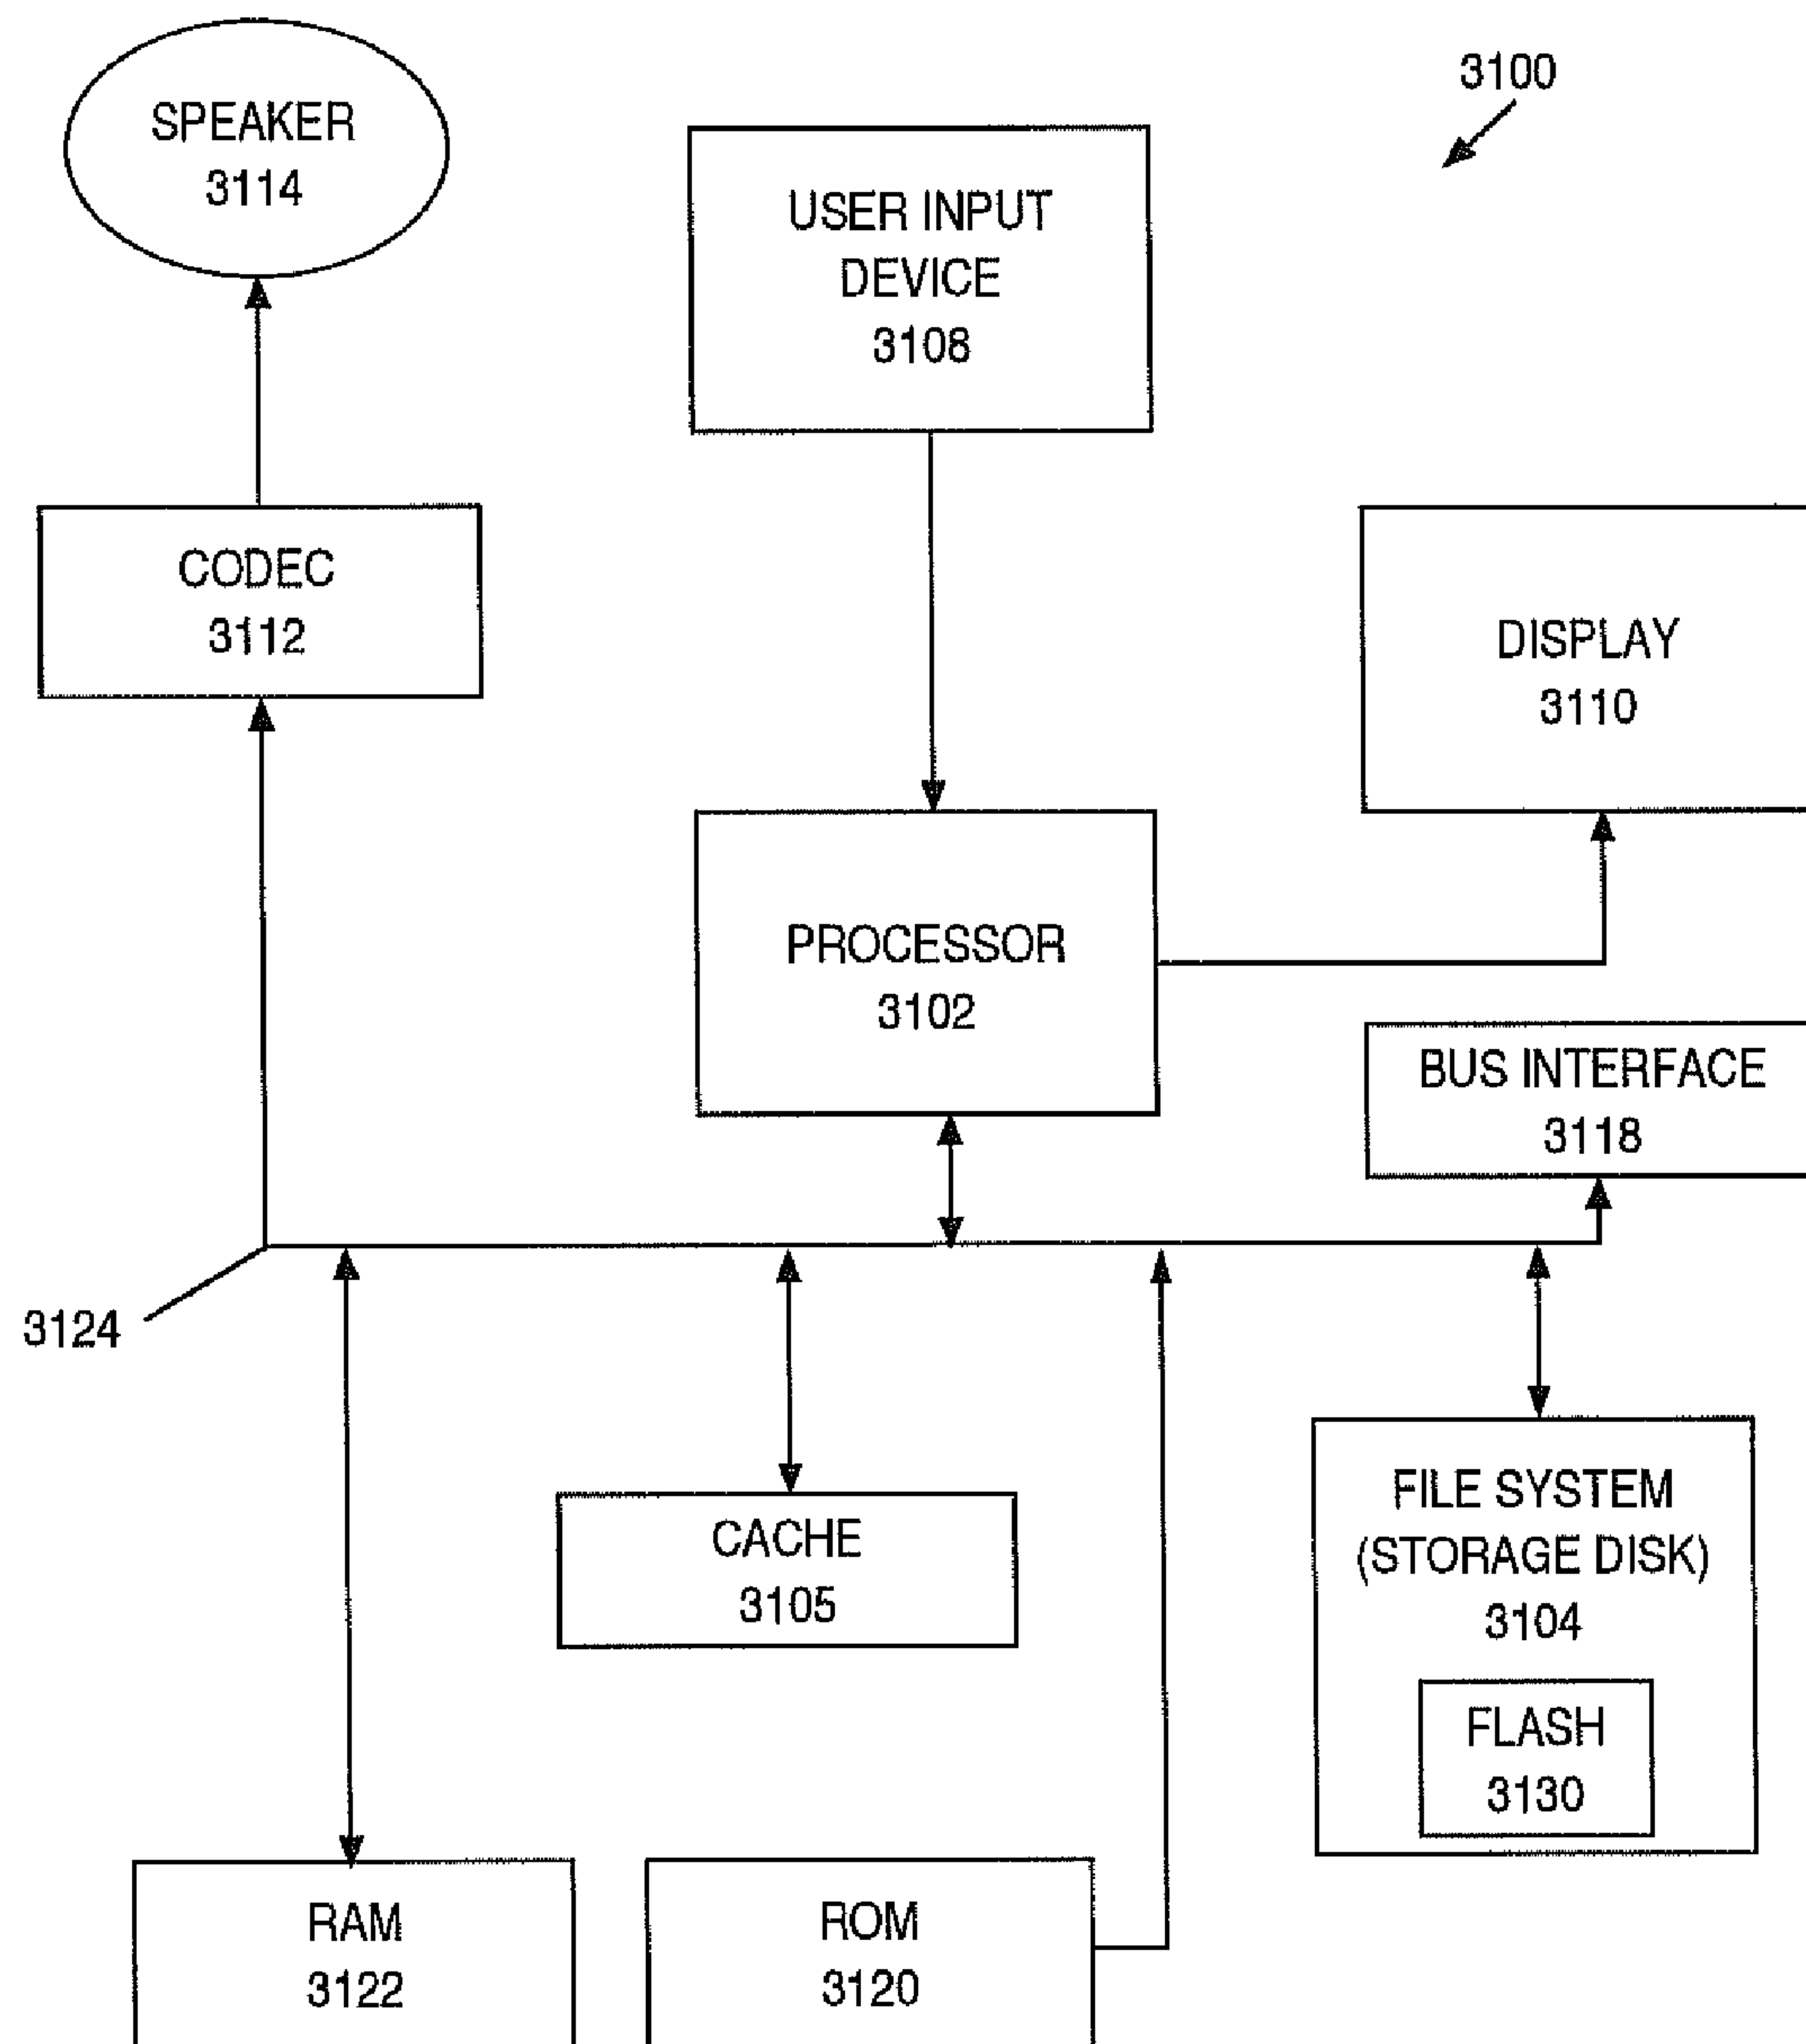 3100
SPEAKER
3114
USER INPUT
DEVICE
3108
CODEC
3112
DISPLAY
3110
PROCESSOR
3102
BUS INTERFACE
3118
3124
CACHE
3105
FILE SYSTEM
(STORAGE DISK)
3104
FLASH
3130
RAM
3122
ROM
3120